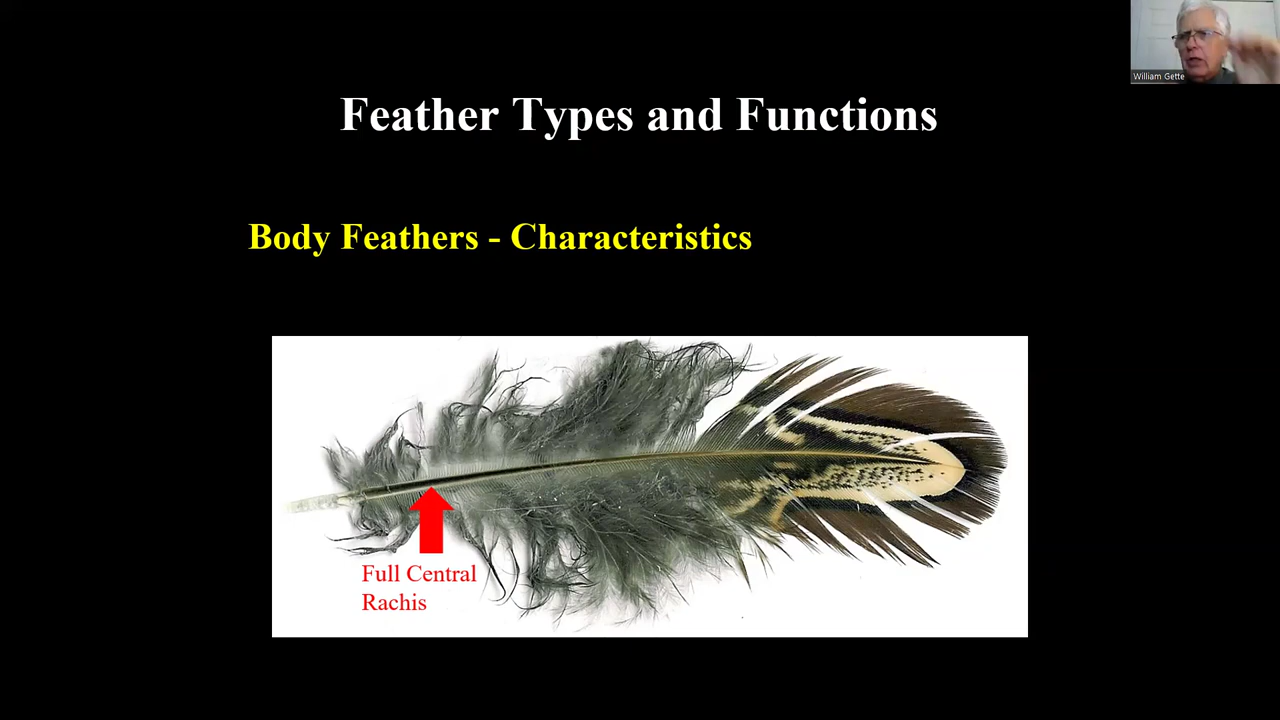 William Gette
Feather Types and Functions
Body Feathers - Characteristics
Full Central
Rachis